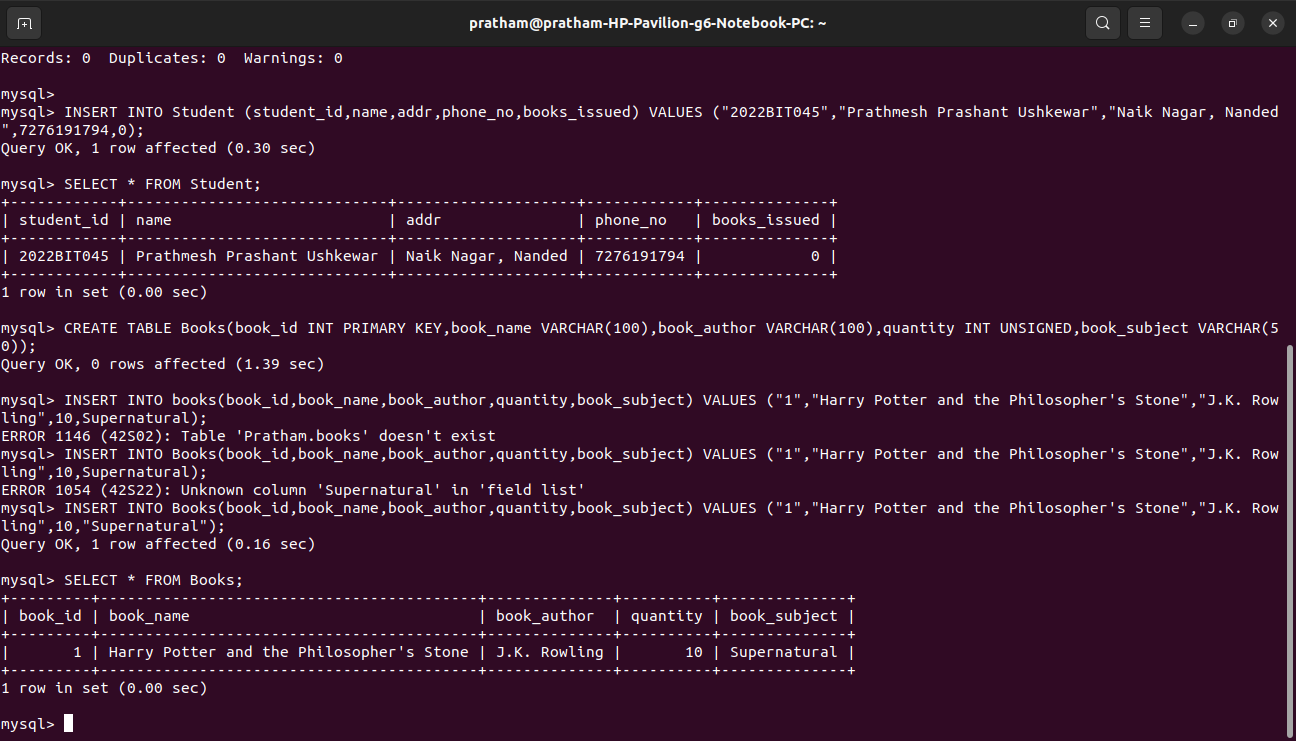 pratham@pratham-HP-Pavilion-g6-Notebook-PC: ~
Records: 0  Duplicates: 0  Warnings: 0
mysql>
mysql> INSERT INTO Student (student_id,name,addr,phone_no,books_issued) VALUES ("2022BIT045","Prathmesh Prashant Ushkewar","Naik Nagar, Nanded
",7276191794,0);
Query OK, 1 row affected (0.30 sec)
mysql> SELECT * FROM Student;
+------------+-----------------------------+--------------------+------------+--------------+
| student_id | name                        | addr               | phone_no   | books_issued |
+------------+-----------------------------+--------------------+------------+--------------+
| 2022BIT045 | Prathmesh Prashant Ushkewar | Naik Nagar, Nanded | 7276191794 |            0 |
+------------+-----------------------------+--------------------+------------+--------------+
1 row in set (0.00 sec)
mysql> CREATE TABLE Books(book_id INT PRIMARY KEY,book_name VARCHAR(100),book_author VARCHAR(100),quantity INT UNSIGNED,book_subject VARCHAR(5
0));
Query OK, 0 rows affected (1.39 sec)
mysql> INSERT INTO books(book_id,book_name,book_author,quantity,book_subject) VALUES ("1","Harry Potter and the Philosopher's Stone","J.K. Row
ling",10,Supernatural);
ERROR 1146 (42S02): Table 'Pratham.books' doesn't exist
mysql> INSERT INTO Books(book_id,book_name,book_author,quantity,book_subject) VALUES ("1","Harry Potter and the Philosopher's Stone","J.K. Row
ling",10,Supernatural);
ERROR 1054 (42S22): Unknown column 'Supernatural' in 'field list'
mysql> INSERT INTO Books(book_id,book_name,book_author,quantity,book_subject) VALUES ("1","Harry Potter and the Philosopher's Stone","J.K. Row
ling",10,"Supernatural");
Query OK, 1 row affected (0.16 sec)
mysql> SELECT * FROM Books;
+---------+------------------------------------------+--------------+----------+--------------+
| book_id | book_name                                | book_author  | quantity | book_subject |
+---------+------------------------------------------+--------------+----------+--------------+
|       1 | Harry Potter and the Philosopher's Stone | J.K. Rowling |       10 | Supernatural |
+---------+------------------------------------------+--------------+----------+--------------+
1 row in set (0.00 sec)
mysql>